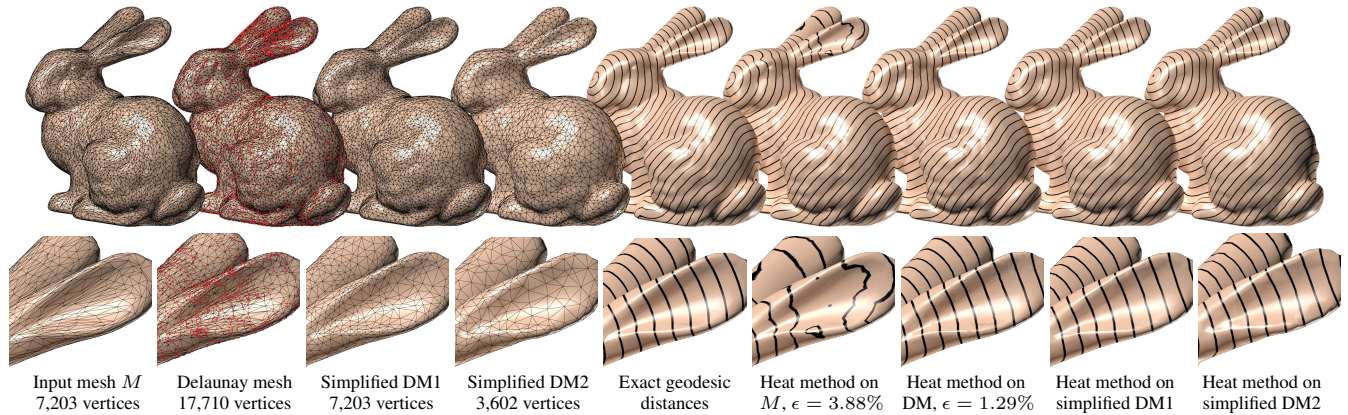 Input mesh M
7,203 vertices
Delaunay mesh
17,710 vertices
Simplified DM1
7,203 vertices
Simplified DM2
3,602 vertices
Exact geodesic
distances
Heat method on
M, ϵ = 3.88%
Heat method on
DM, ϵ = 1.29%
Heat method on
simplified DM1
Heat method on
simplified DM2